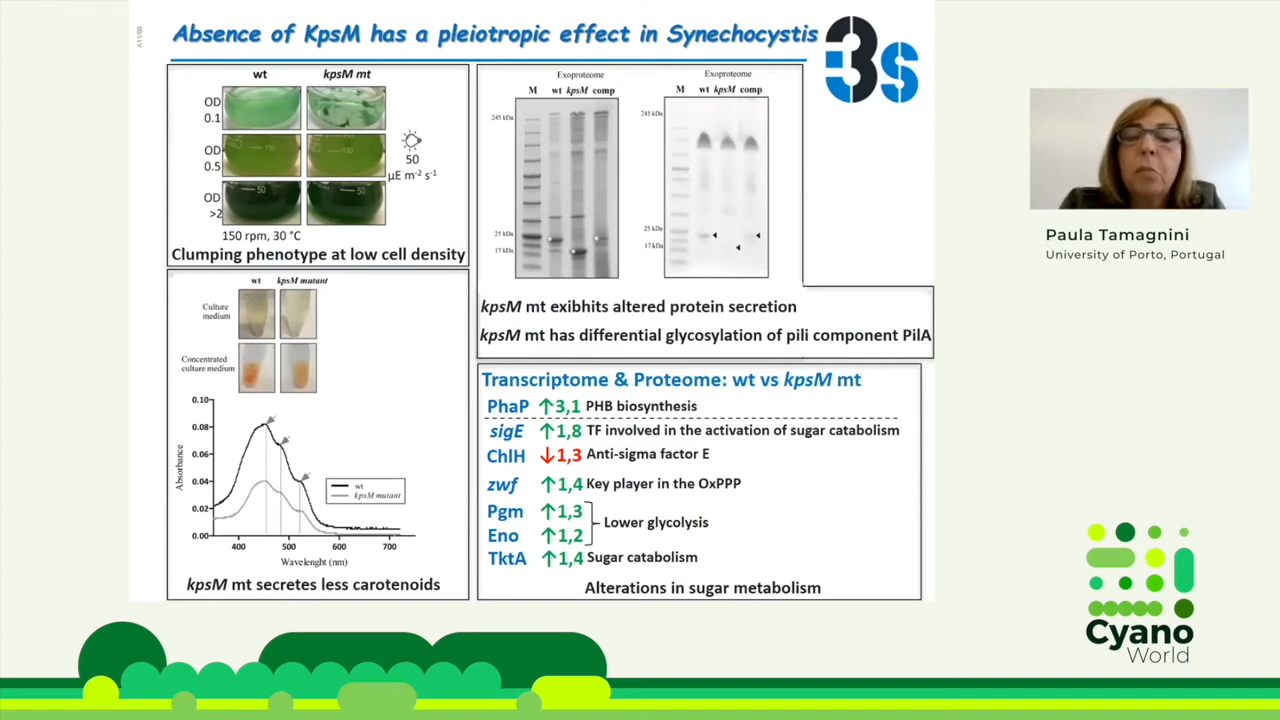 Absence of KpsM has a pleiotropic effect in Synechocystis
3s
wt kpsM mt
OD
0.1
OD
0.5
50
µE m-2 s-1
OD
>2
50
150 rpm, 30 °C
Clumping phenotype at low cell density
Exoproteome
M wt kpsM comp
245 kDa
25 kDa
17 kDa
Exoproteome
M wt kpsM comp
245 kDa
25 kDa
17 kDa
kpsM mt exibhits altered protein secretion
kpsM mt has differential glycosylation of pili component PilA
wt kpsM mutant
Culture
medium
Concentrated
culture medium
0.10
0.08
0.06
0.04
0.02
0.00
Absorbance
400 500 600 700
Wavelenght (nm)
wt
kpsM mutant
kpsM mt secretes less carotenoids
Transcriptome & Proteome: wt vs kpsM mt
PhaP ↑3,1 PHB biosynthesis
sigE ↑1,8 TF involved in the activation of sugar catabolism
ChlH ↓1,3 Anti-sigma factor E
zwf ↑1,4 Key player in the OxPPP
Pgm ↑1,3
Lower glycolysis
Eno ↑1,2
TktA ↑1,4 Sugar catabolism
Alterations in sugar metabolism
Paula Tamagnini
University of Porto, Portugal
Cyano
World